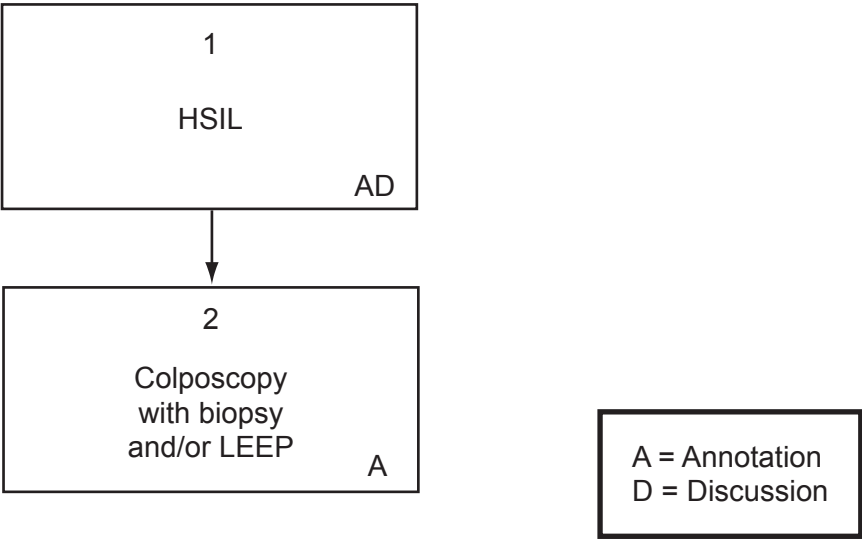 1
HSIL
AD
2
Colposcopy
with biopsy
and/or LEEP
A
A = Annotation
D = Discussion